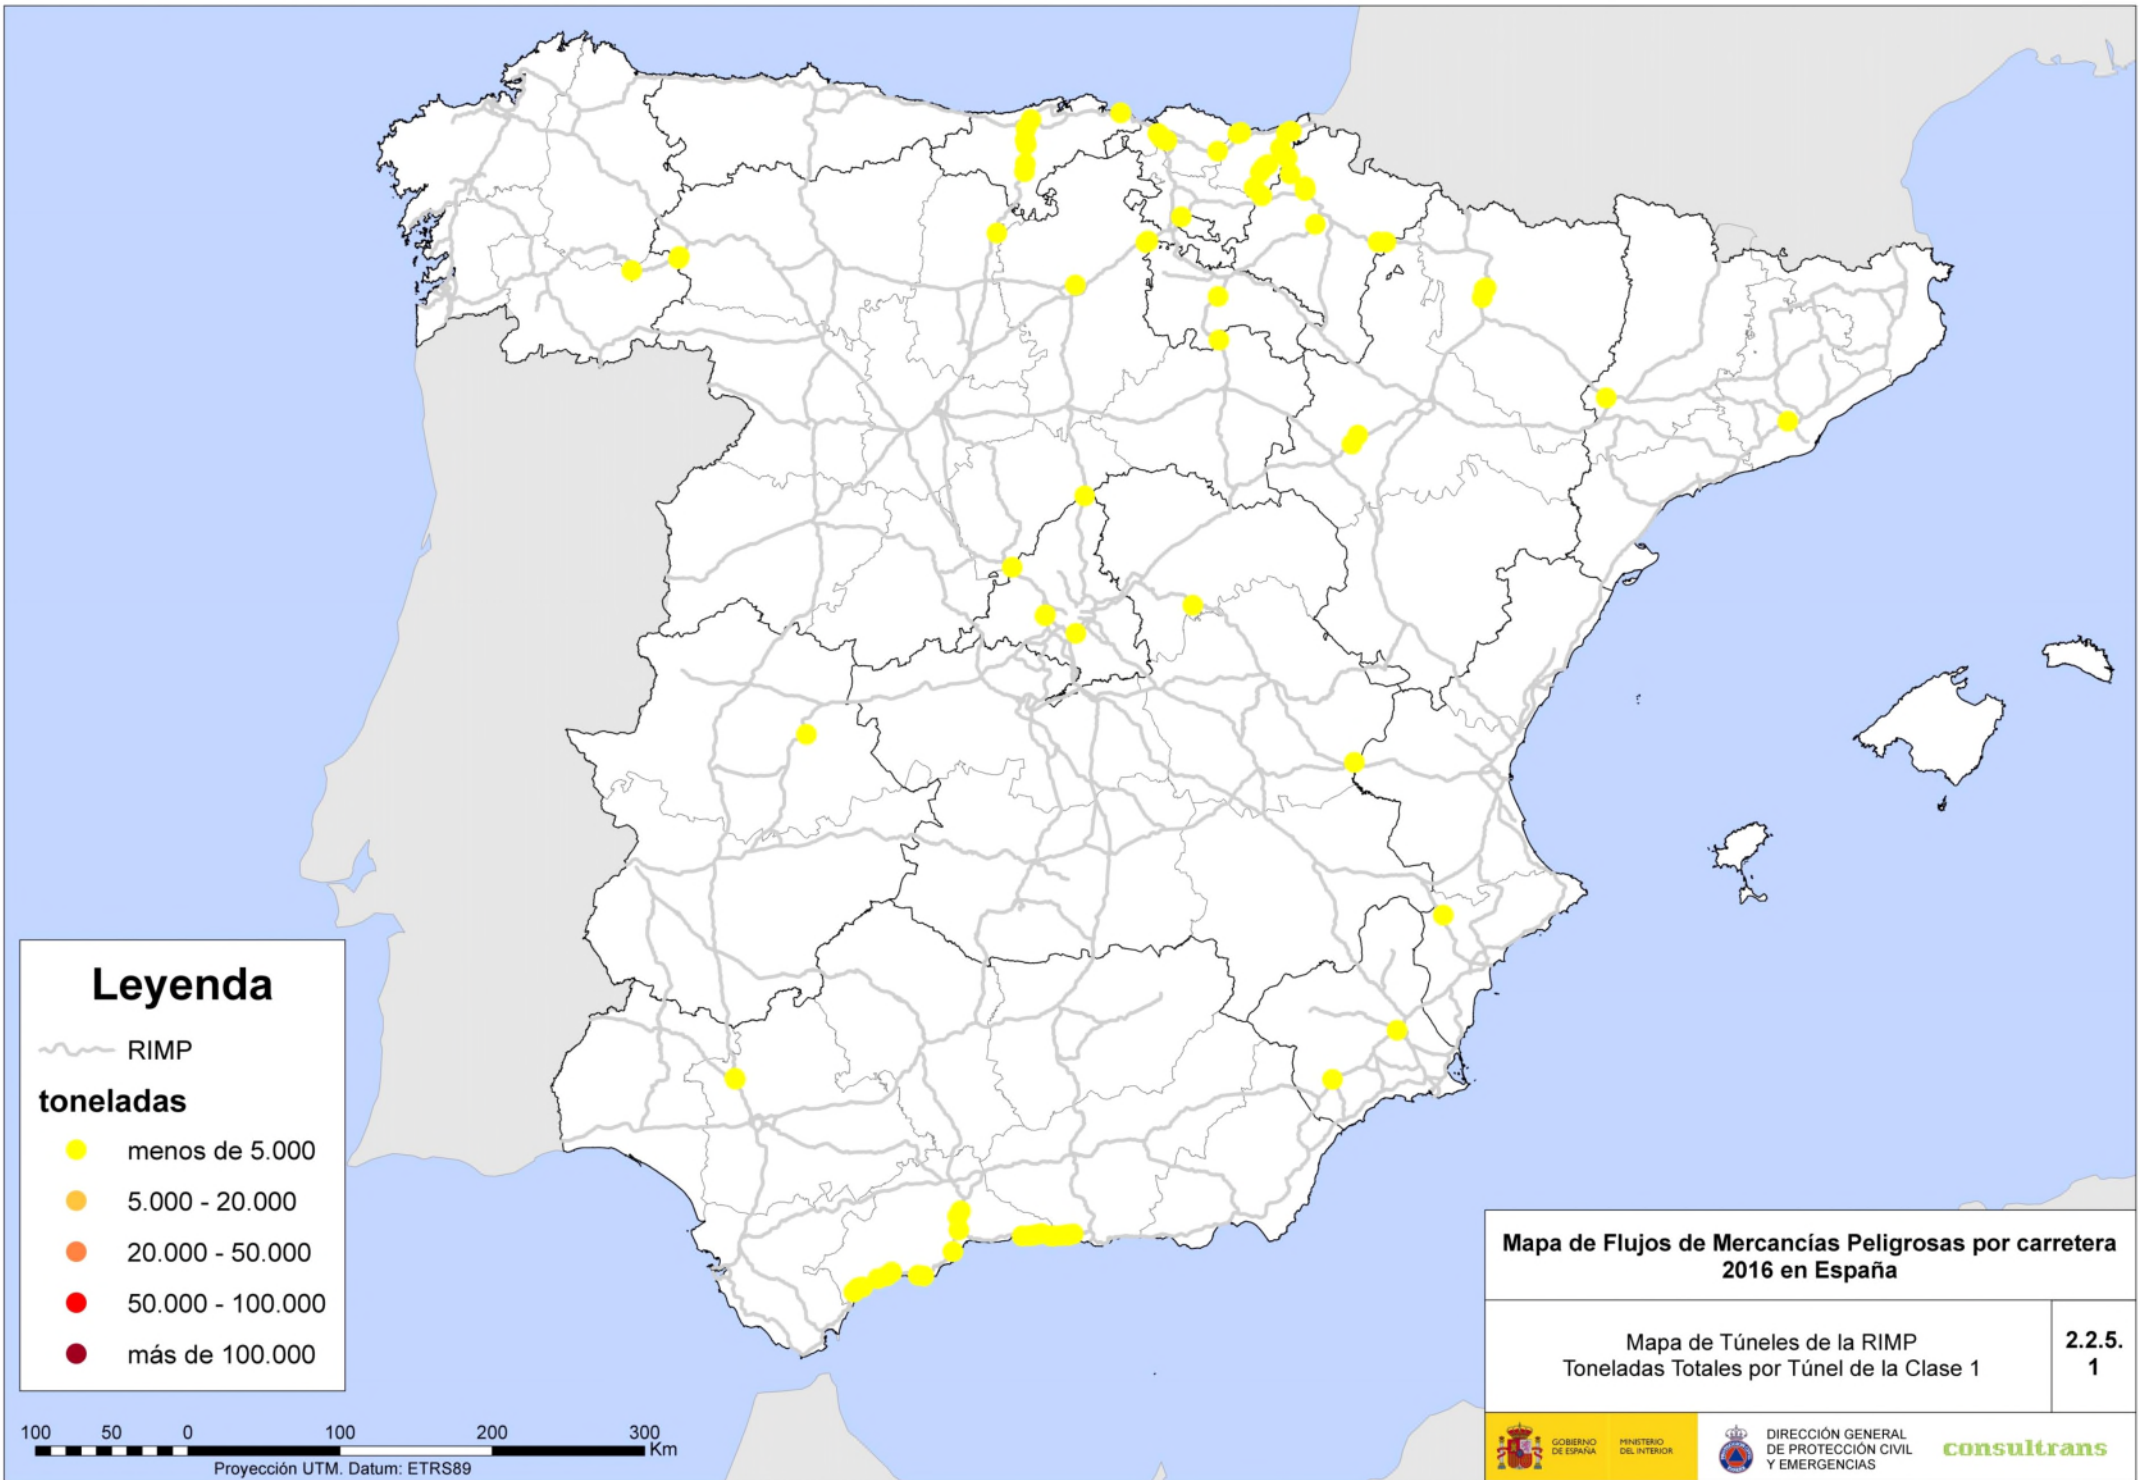 Leyenda
RIMP
toneladas
menos de 5.000
5.000 - 20.000
20.000 - 50.000
50.000 - 100.000
más de 100.000
100 50 0 100 200 300
Km
Proyección UTM. Datum: ETRS89
Mapa de Flujos de Mercancías Peligrosas por carretera
2016 en España
Mapa de Túneles de la RIMP
Toneladas Totales por Túnel de la Clase 1
2.2.5.
1
GOBIERNO
DE ESPAÑA
MINISTERIO
DEL INTERIOR
DIRECCIÓN GENERAL
DE PROTECCIÓN CIVIL
Y EMERGENCIAS
consultrans